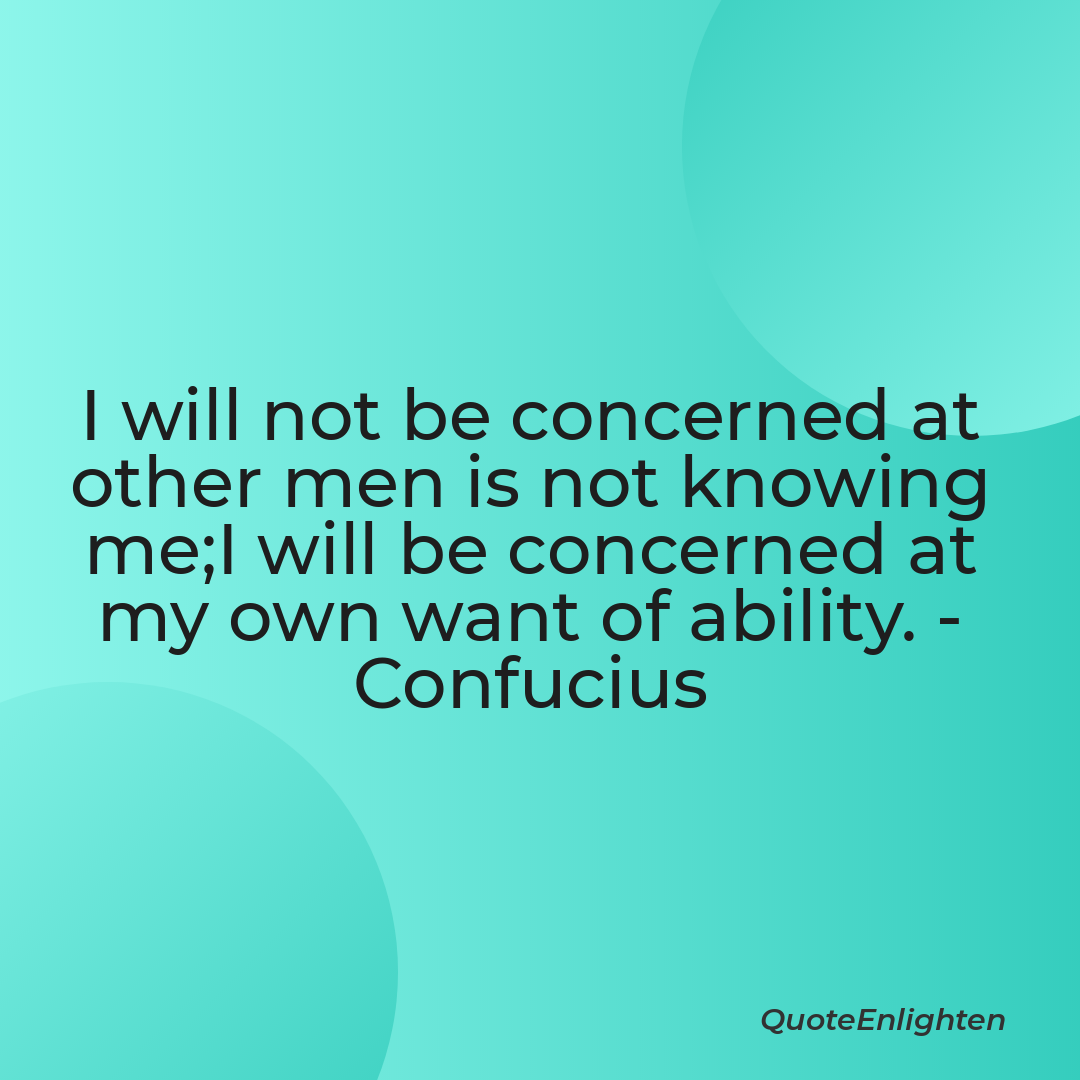 I will not be concerned at
other men is not knowing
me;I will be concerned at
my own want of ability. -
Confucius
QuoteEnlighten